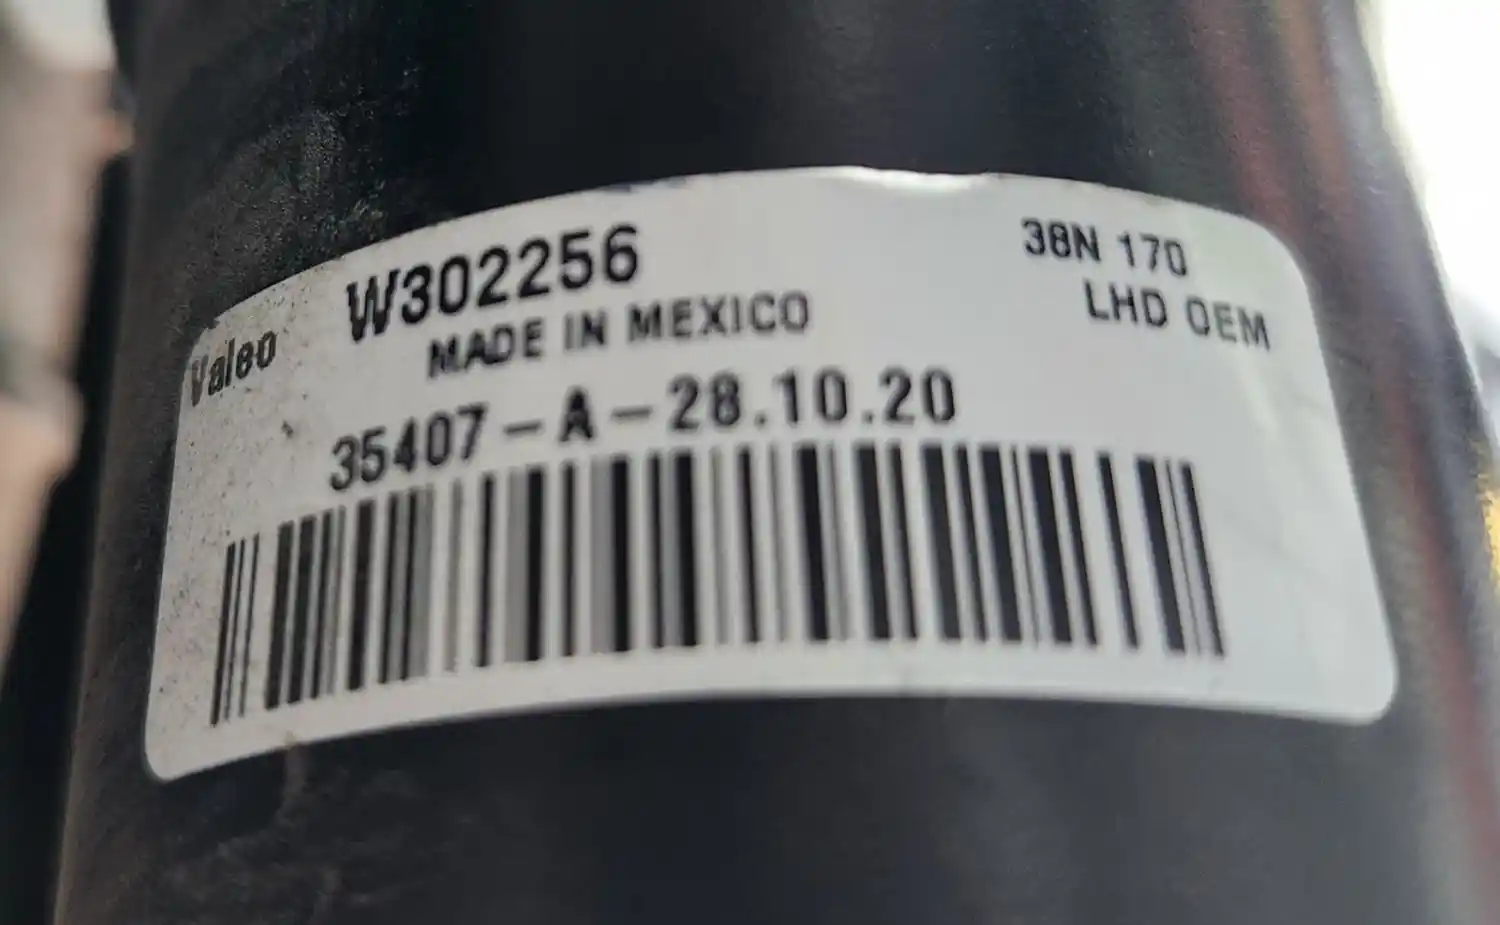 Valeo W302256
38N 170
MADE IN MEXICO
LHD OEM
35407-A-28.10.20